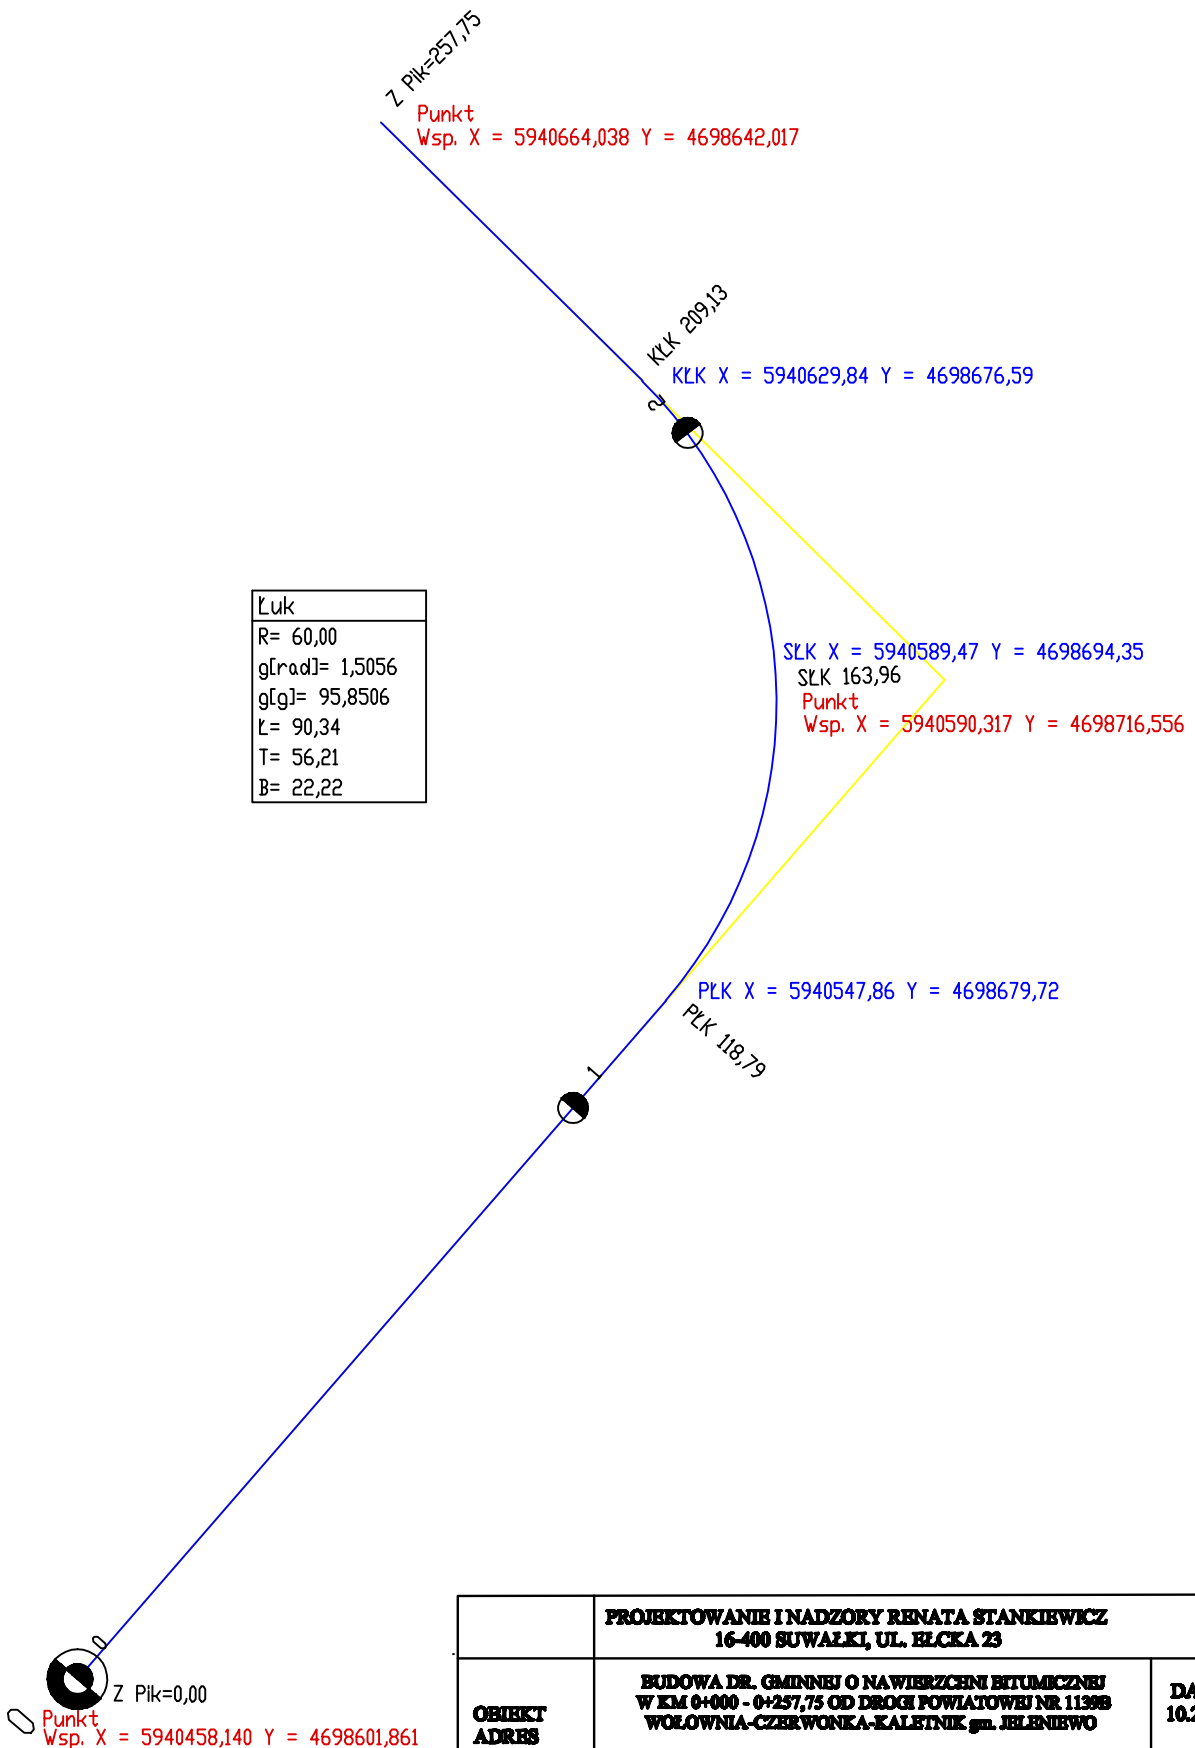 Z Pik=257,75
Punkt
Wsp. X = 5940664,038 Y = 4698642,017
KŁK 209,13
KŁK X = 5940629,84 Y = 4698676,59
2
Łuk
R= 60,00
g[rad]= 1,5056
g[g]= 95,8506
Ł= 90,34
T= 56,21
B= 22,22
SŁK X = 5940589,47 Y = 4698694,35
SŁK 163,96
Punkt
Wsp. X = 5940590,317 Y = 4698716,556
PŁK X = 5940547,86 Y = 4698679,72
PŁK 118,79
1
0
Z Pik=0,00
0
Punkt
Wsp. X = 5940458,140 Y = 4698601,861
PROJEKTOWANIE I NADZORY RENATA STANKIEWICZ
16-400 SUWAŁKI, UL. EŁCKA 23
OBIEKT
ADRES
BUDOWA DR. GMINNEJ O NAWIERZCHNI BITUMICZNEJ
W KM 0+000 - 0+257,75 OD DROGI POWIATOWEJ NR 1139B
WOŁOWNIA-CZERWONKA-KALETNIK gm. JELENIEWO
DA
10.2